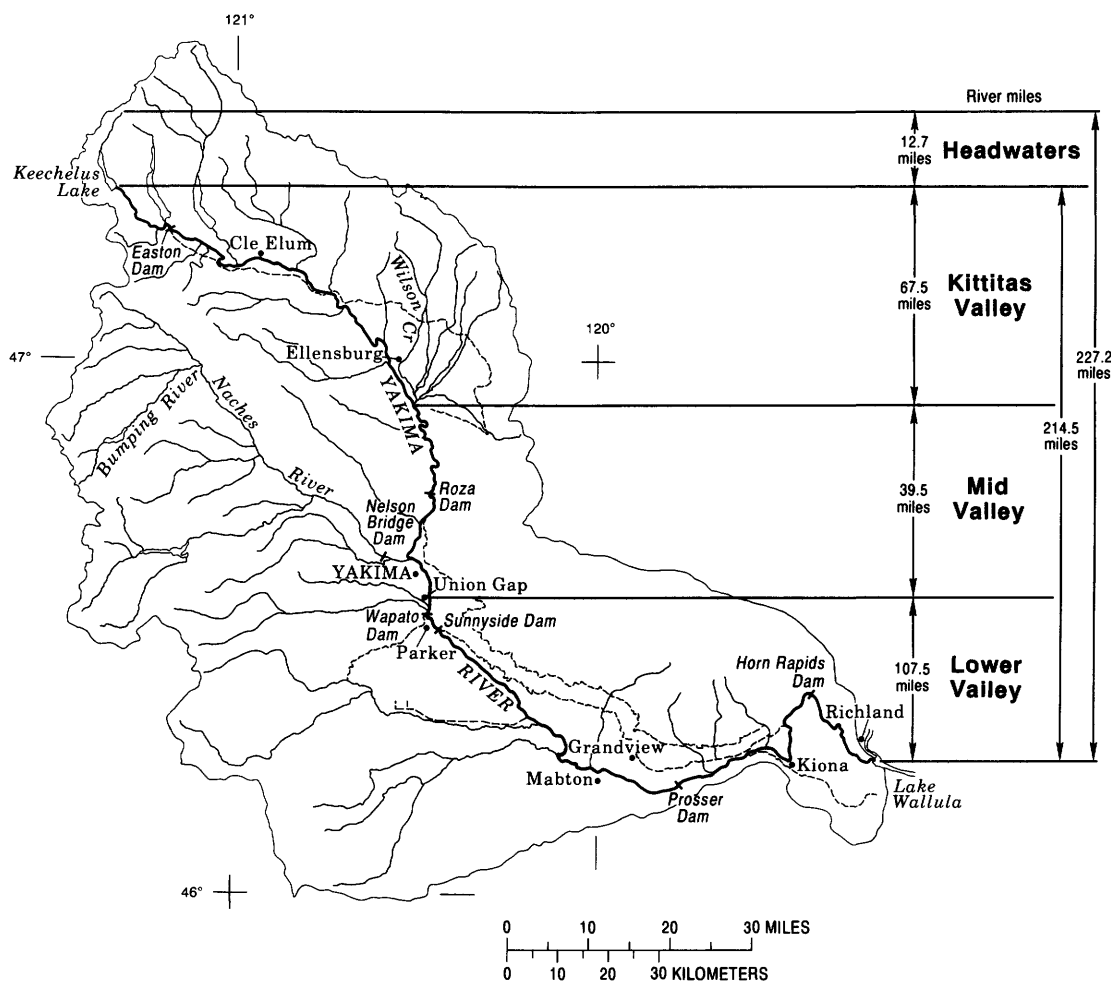 121°
River miles
12.7
miles
Headwaters
Keechelus
Lake
Easton
Dam
Cle Elum
Wilson
Cr
67.5
miles
Kittitas
Valley
120°
47°
Ellensburg
227.2
miles
YAKIMA
Naches
Bumping River
214.5
miles
River
Roza
Dam
39.5
miles
Mid
Valley
Nelson
Bridge
Dam
YAKIMA
Union Gap
Wapato
Dam
Sunnyside Dam
Parker
RIVER
Horn Rapids
Dam
107.5
miles
Lower
Valley
Richland
Grandview
Kiona
Mabton
Prosser
Dam
Lake
Wallula
46°
0 10 20 30 MILES
0 10 20 30 KILOMETERS